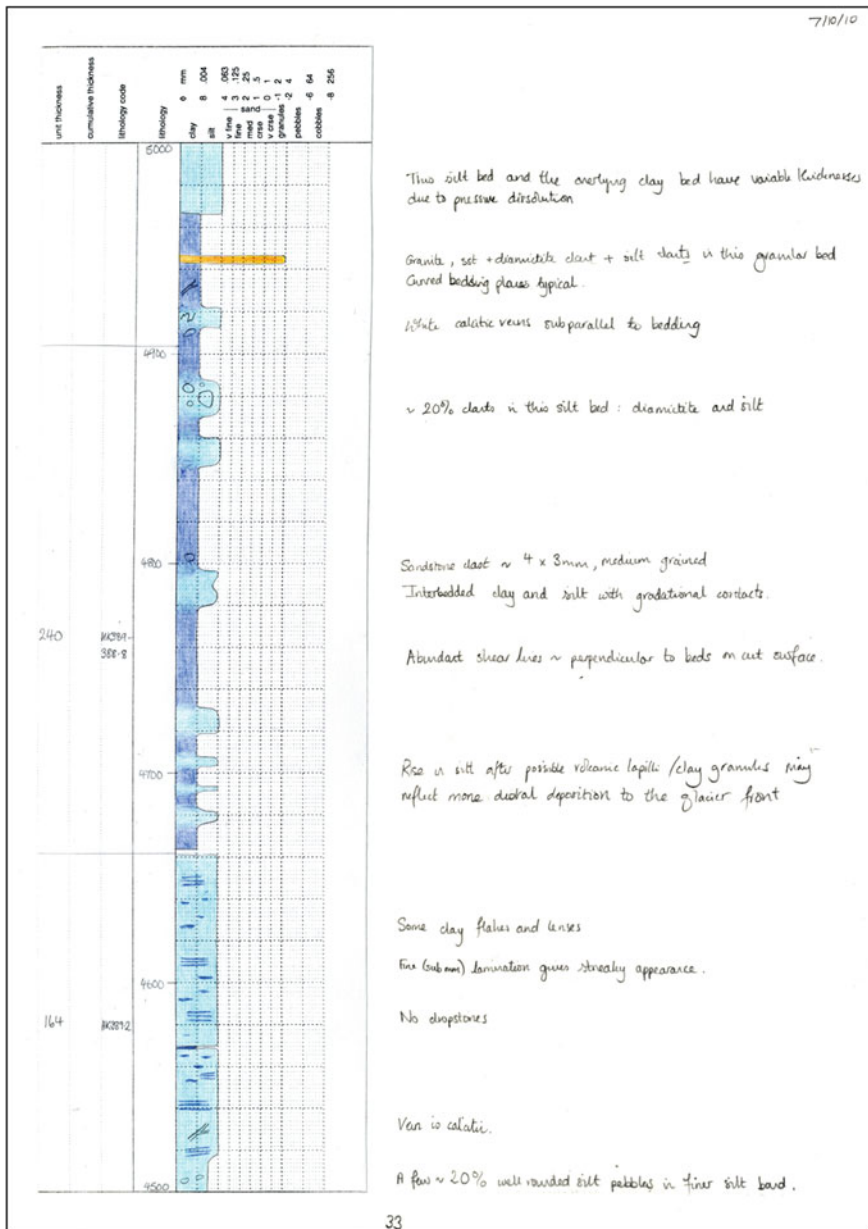 7/10/10
unit thickness
cumulative thickness
lithology code
lithology
ϕ mm
clay 8 .004
silt
v fine 4 .063
fine 3 .125
med 2 .25
crse 1 .5
v crse 0 1
sand
granules -1 2
-2 4
pebbles
-6 64
cobbles
-8 256
5000
This silt bed and the overlying clay bed have variable thicknesses
due to pressure dissolution
Granite, sst + diamictite clast + silt clasts in this granular bed
Curved bedding planes typical.
White calcitic veins subparallel to bedding
4900
~ 20% clasts in this silt bed : diamictite and silt
4800
Sandstone clast ~ 4 x 3mm, medium grained
Interbedded clay and silt with gradational contacts.
240
388-8
Abundant shear lines ~ perpendicular to beds on cut surface.
4700
Rise in silt after possible volcanic lapilli / clay granules may
reflect more distal deposition to the glacier front
Some clay flakes and lenses
Fine (sub mm) lamination gives streaky appearance.
4600
164
No dropstones
Vein is calcitic.
A few ~ 20% well rounded silt pebbles in finer silt band.
4500
33